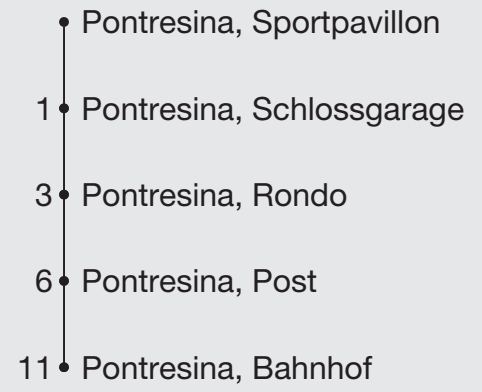 Pontresina, Sportpavillon
1 Pontresina, Schlossgarage
3 Pontresina, Rondo
6 Pontresina, Post
11 Pontresina, Bahnhof